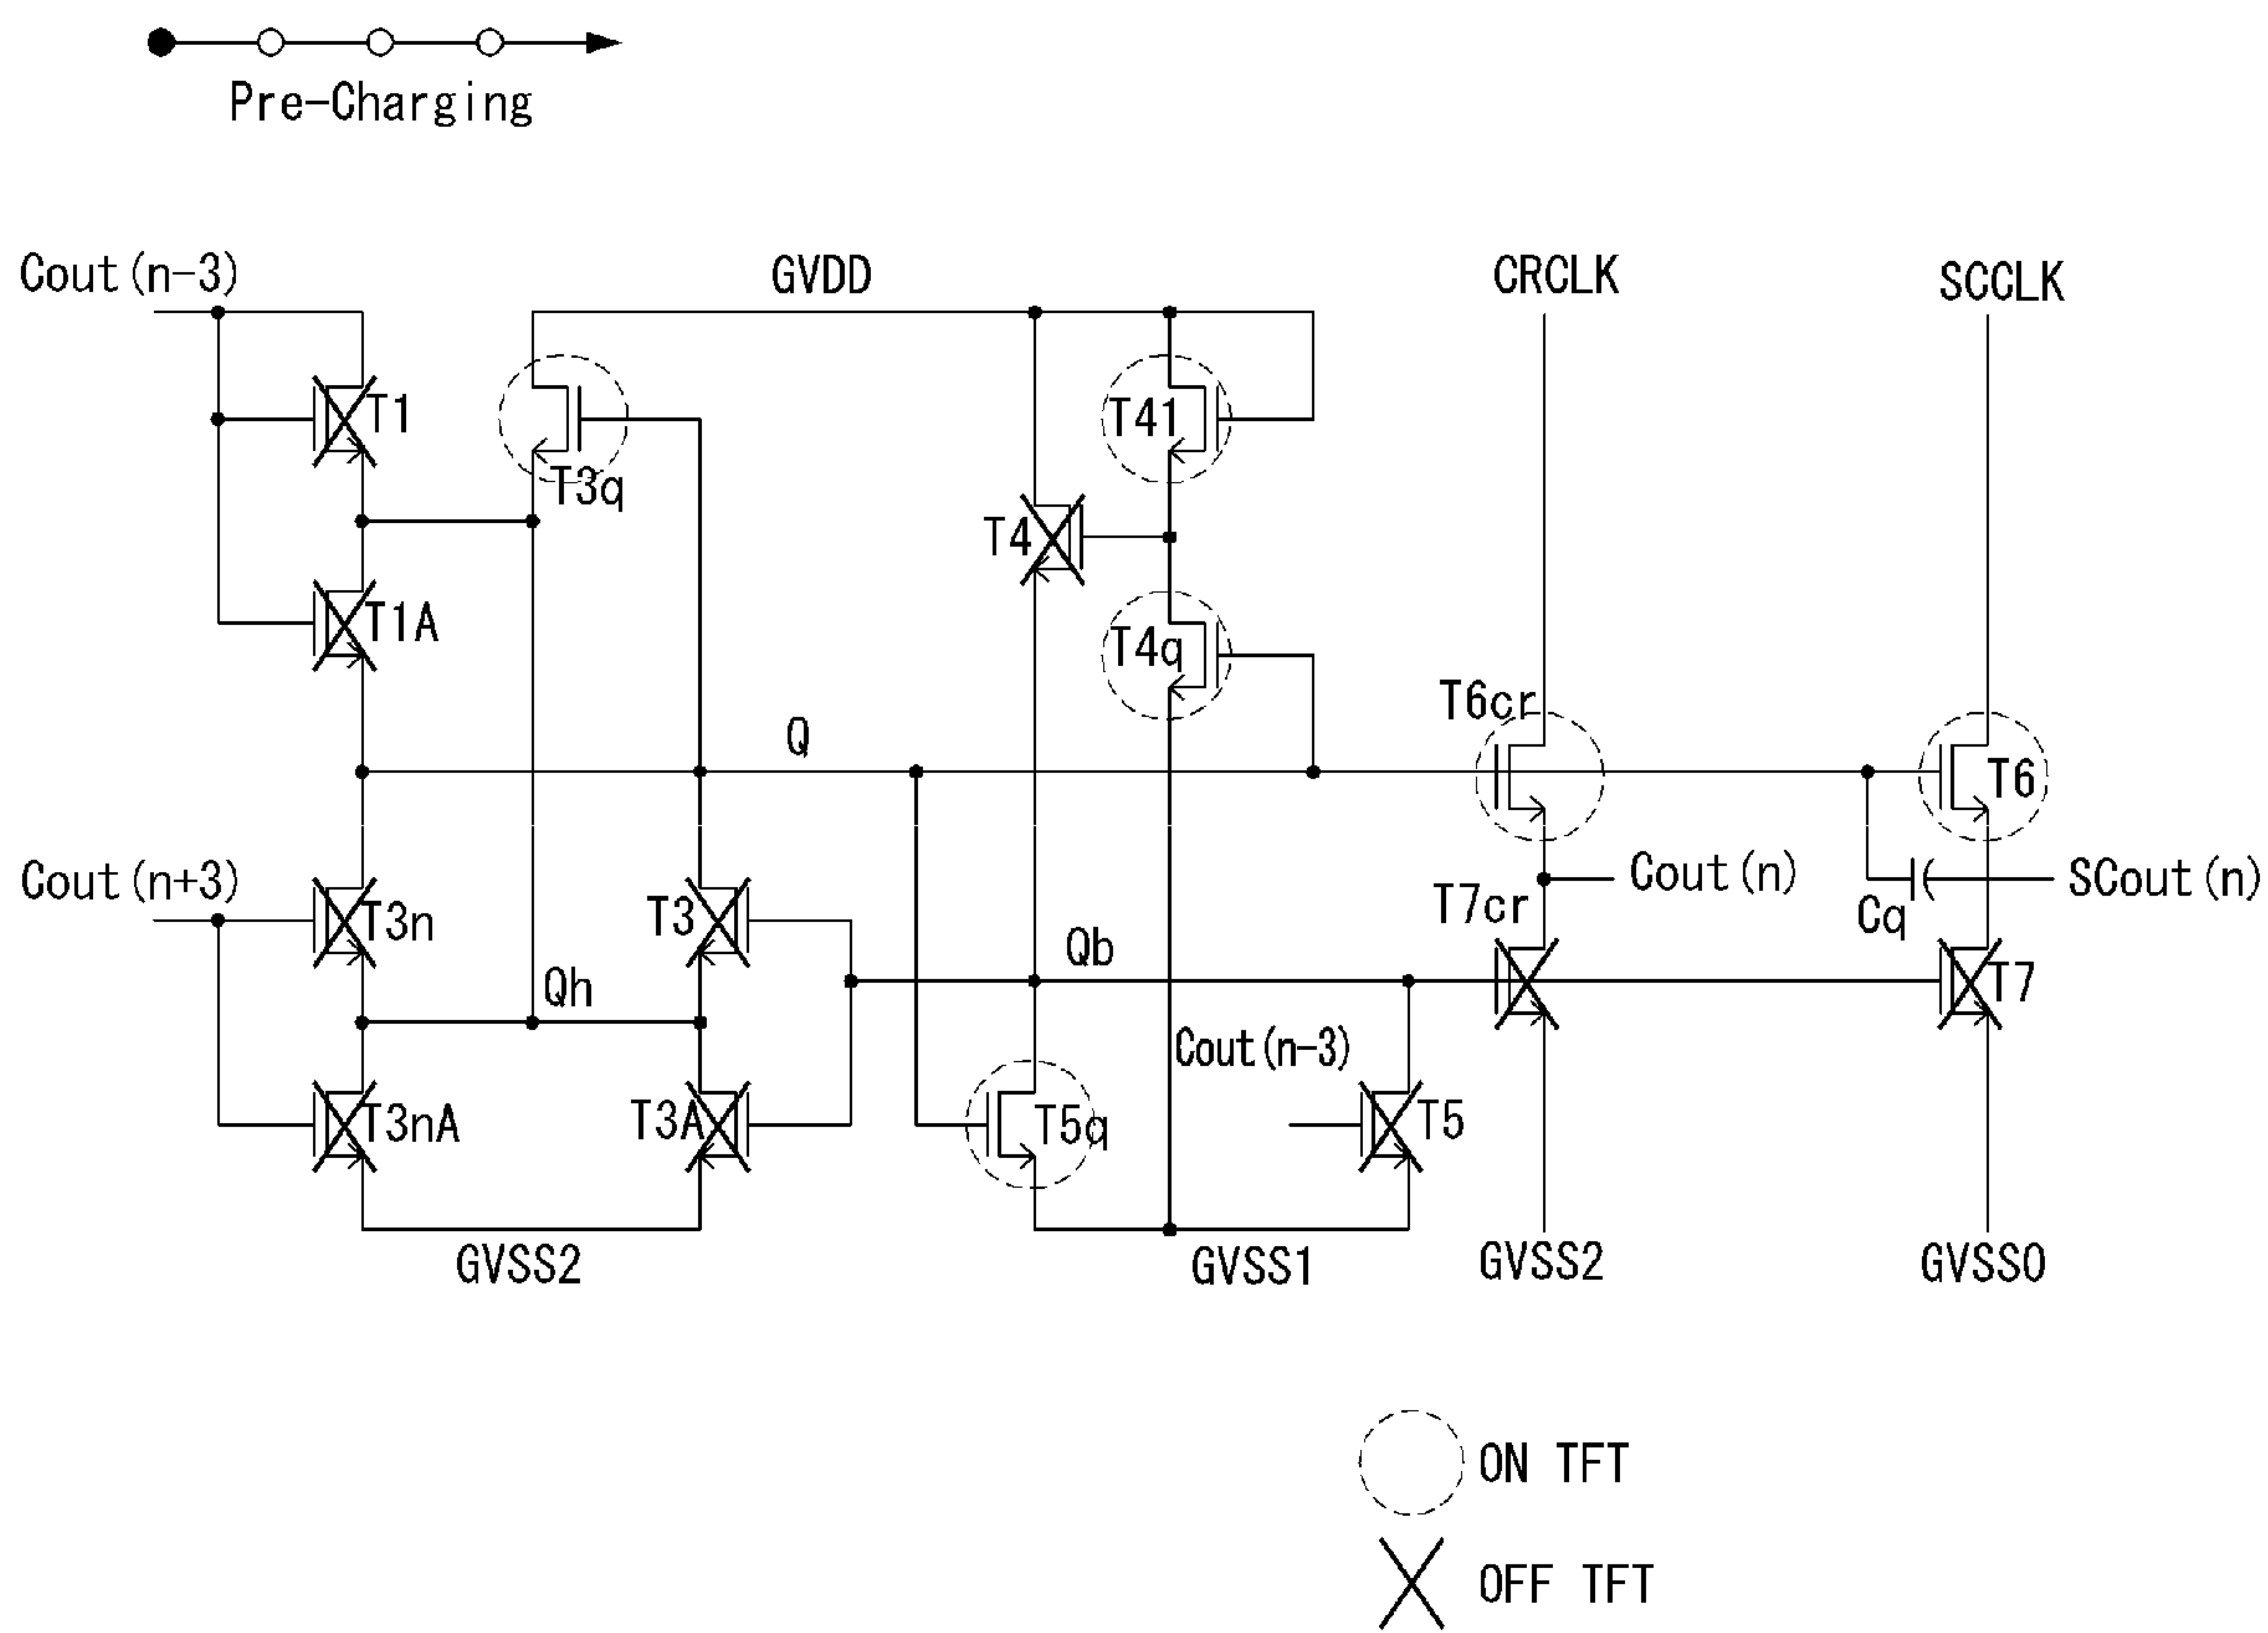 Pre-Charging
Cout(n-3)
GVDD
CRCLK
SCCLK
T1
T41
T3q
T4
T1A
T4q
T6cr
Q
T6
Cout(n+3)
Cout(n)
SCout(n)
T3n
T3
T7cr
Cq
Qb
Qh
T7
Cout(n-3)
T3nA
T3A
T5q
T5
GVSS2
GVSS1
GVSS2
GVSS0
ON TFT
OFF TFT